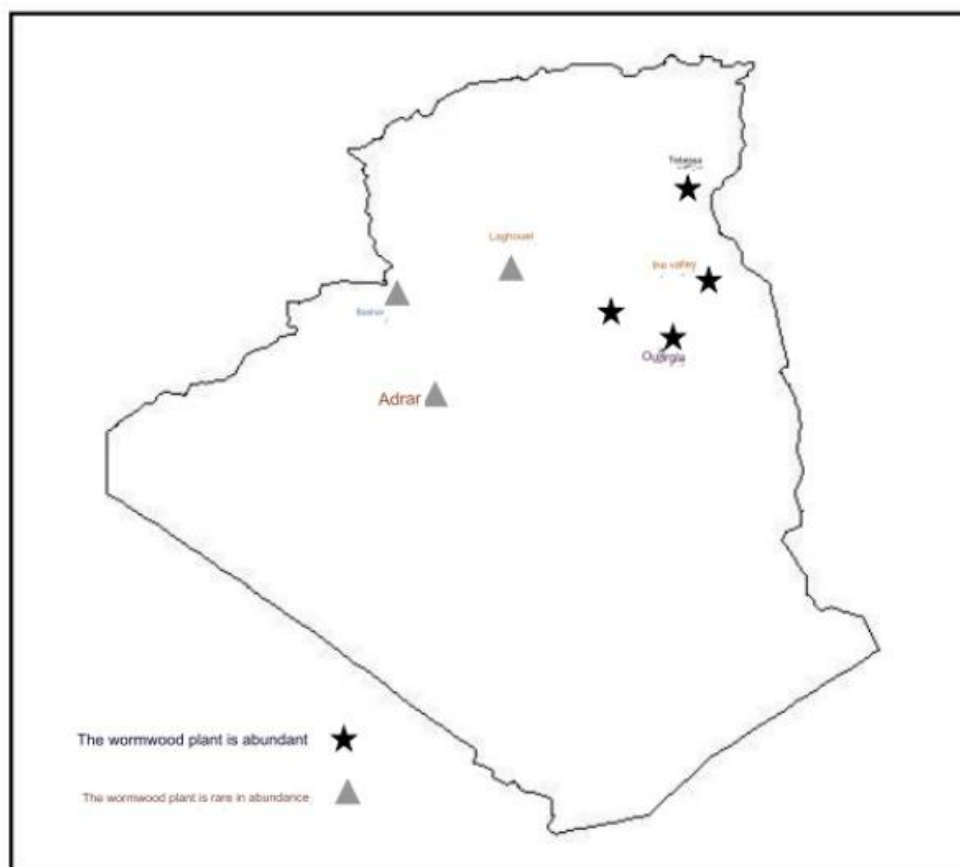 Tebessa
Laghouat
the valley
Bashar
Ouargla
Adrar
The wormwood plant is abundant
The wormwood plant is rare in abundance